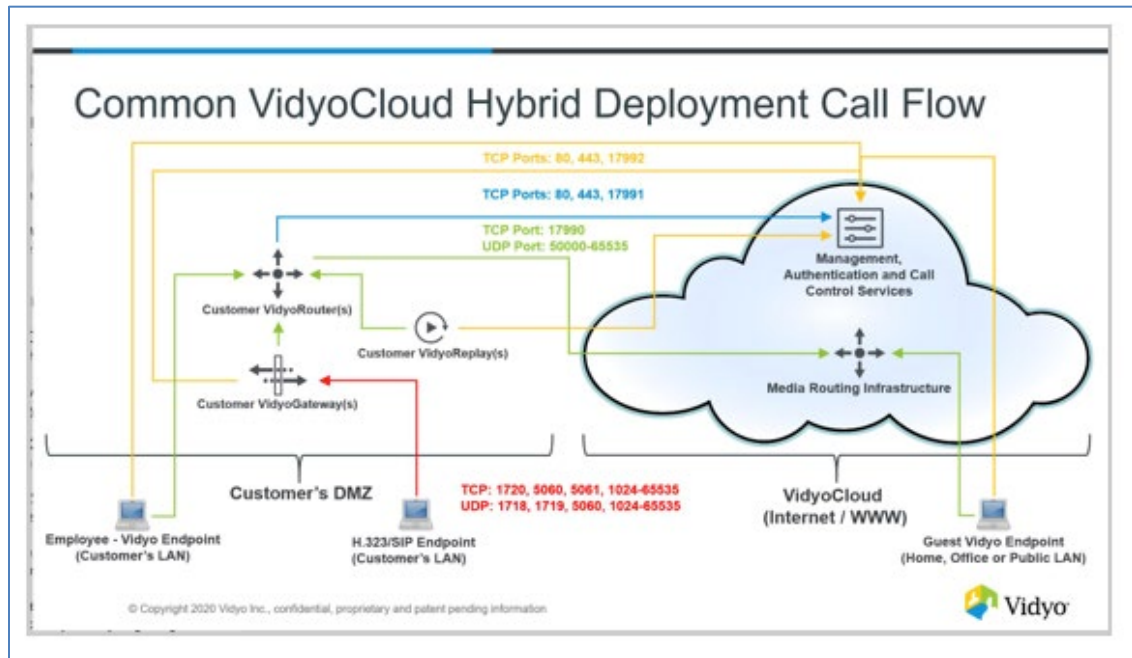 Common VidyoCloud Hybrid Deployment Call Flow
TCP Ports: 80, 443, 17992
TCP Ports: 80, 443, 17991
TCP Port: 17990
UDP Port: 50000-65535
Management,
Authentication and Call
Control Services
Customer VidyoRouter(s)
Customer VidyoReplay(s)
Media Routing Infrastructure
Customer VidyoGateway(s)
Customer's DMZ
TCP: 1720, 5060, 5061, 1024-65535
UDP: 1718, 1719, 5060, 1024-65535
VidyoCloud
(Internet / WWW)
Employee - Vidyo Endpoint
(Customer's LAN)
H.323/SIP Endpoint
(Customer's LAN)
Guest Vidyo Endpoint
(Home, Office or Public LAN)
© Copyright 2020 Vidyo Inc., confidential, proprietary and patent pending information
Vidyo